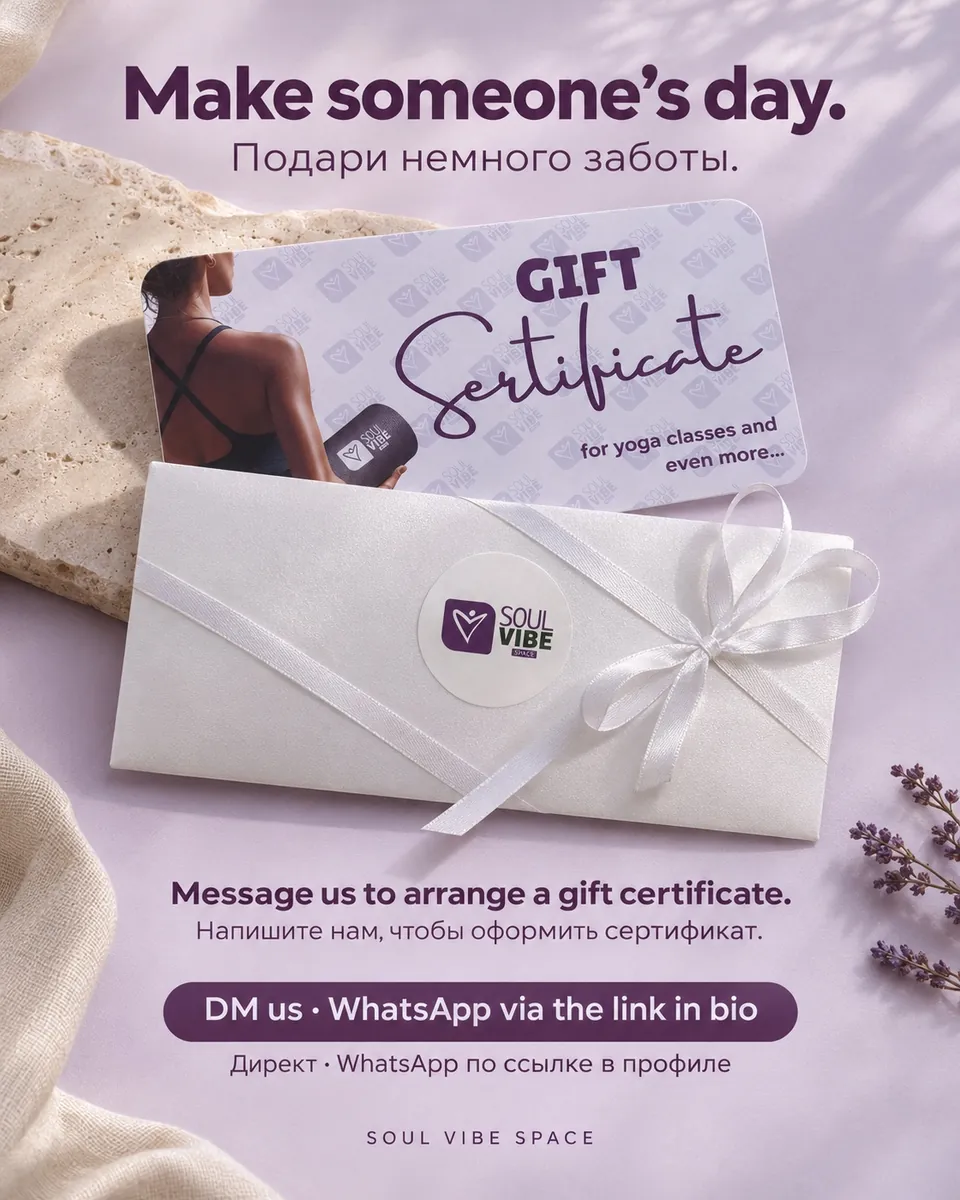 Make someone’s day.
Подари немного заботы.
GIFT
Sertificate
for yoga classes and
even more...
SOUL
VIBE
SOUL
VIBE
SPACE
Message us to arrange a gift certificate.
Напишите нам, чтобы оформить сертификат.
DM us · WhatsApp via the link in bio
Директ · WhatsApp по ссылке в профиле
SOUL VIBE SPACE